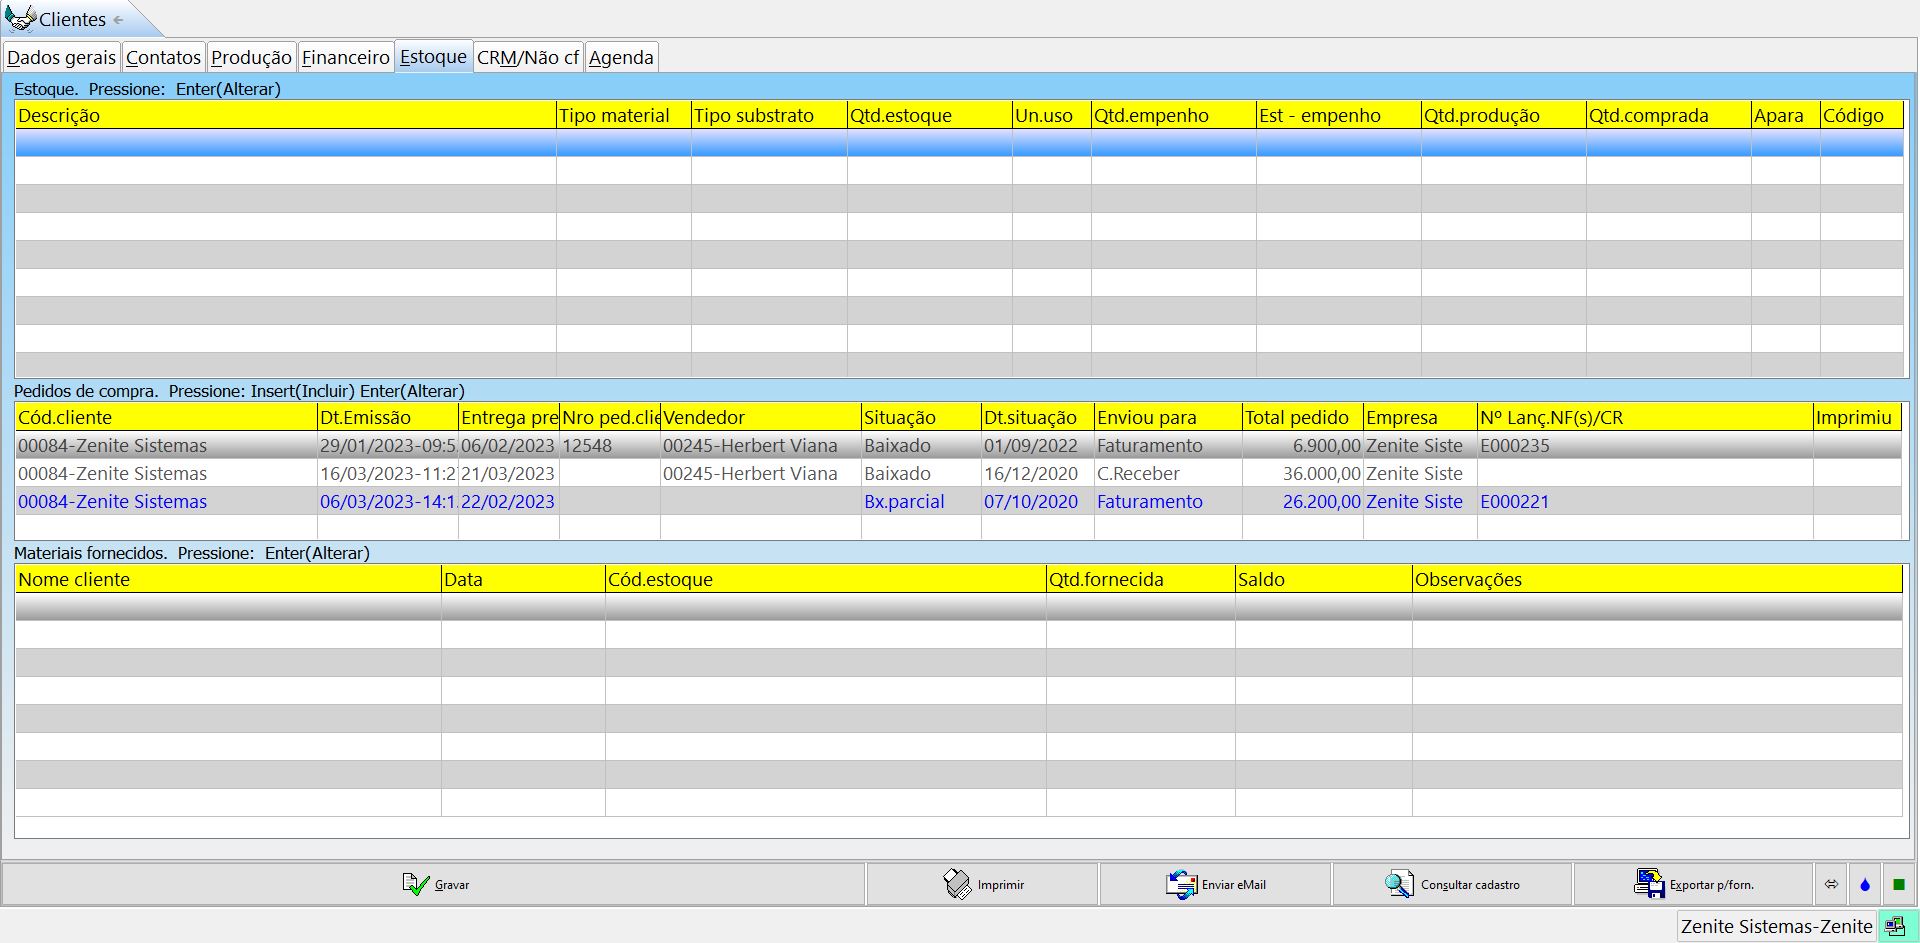 Clientes
Dados gerais Contatos Produção Financeiro Estoque CRM/Não cf Agenda
Estoque. Pressione: Enter(Alterar)
Descrição Tipo material Tipo substrato Qtd.estoque Un.uso Qtd.empenho Est - empenho Qtd.produção Qtd.comprada Apara Código
Pedidos de compra. Pressione: Insert(Incluir) Enter(Alterar)
Cód.cliente Dt.Emissão Entrega pre Nro ped.clie Vendedor Situação Dt.situação Enviou para Total pedido Empresa Nº Lanç.NF(s)/CR Imprimiu
00084-Zenite Sistemas 29/01/2023-09:5 06/02/2023 12548 00245-Herbert Viana Baixado 01/09/2022 Faturamento 6.900,00 Zenite Siste E000235
00084-Zenite Sistemas 16/03/2023-11:2 21/03/2023 00245-Herbert Viana Baixado 16/12/2020 C.Receber 36.000,00 Zenite Siste
00084-Zenite Sistemas 06/03/2023-14:1 22/02/2023 Bx.parcial 07/10/2020 Faturamento 26.200,00 Zenite Siste E000221
Materiais fornecidos. Pressione: Enter(Alterar)
Nome cliente Data Cód.estoque Qtd.fornecida Saldo Observações
Gravar Imprimir Enviar eMail Consultar cadastro Exportar p/forn.
Zenite Sistemas-Zenite